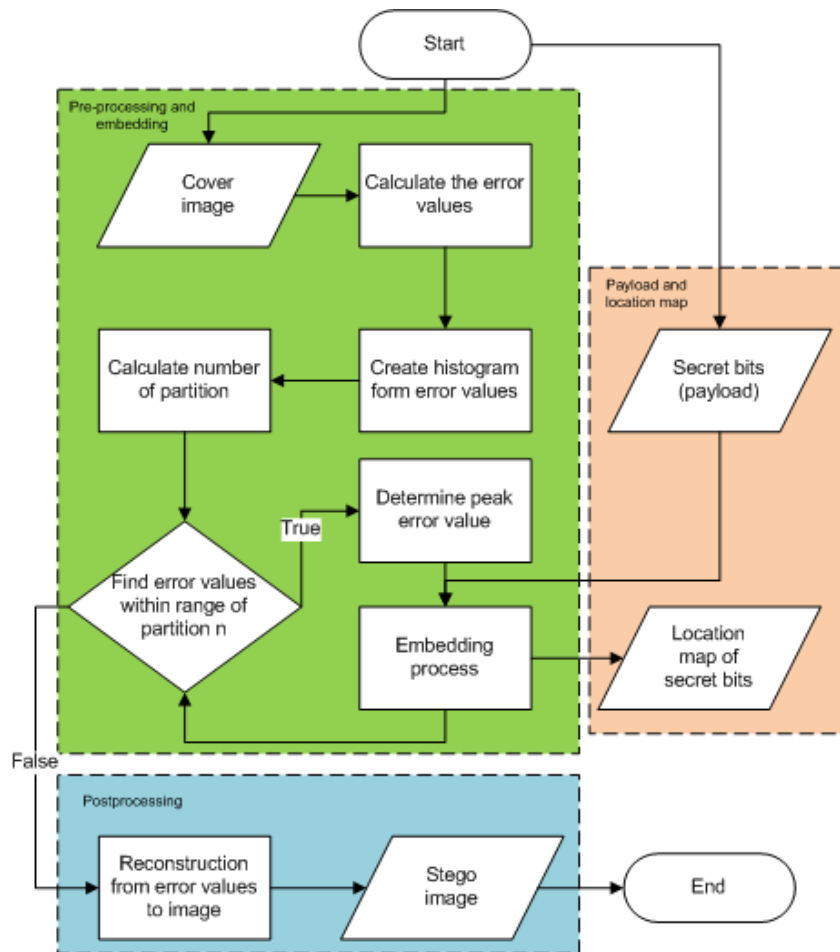 Start
Pre-processing and
embedding
Cover
image
Calculate the error
values
Payload and
location map
Calculate number
of partition
Create histogram
form error values
Secret bits
(payload)
Determine peak
error value
True
Find error values
within range of
partition n
Embedding
process
Location
map of
secret bits
False
Postprocessing
Reconstruction
from error values
to image
Stego
image
End